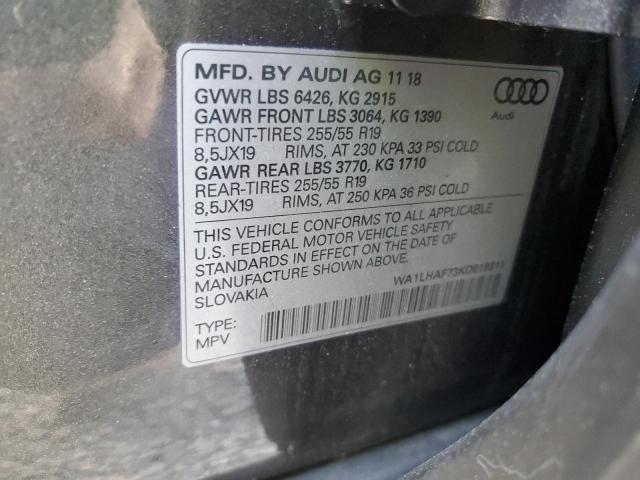 MFD. BY AUDI AG 11 18
GVWR LBS 6426, KG 2915
GAWR FRONT LBS 3064, KG 1390
FRONT-TIRES 255/55 R19
8,5JX19 RIMS, AT 230 KPA 33 PSI COLD
GAWR REAR LBS 3770, KG 1710
REAR-TIRES 255/55 R19
8,5JX19 RIMS, AT 250 KPA 36 PSI COLD
Audi
THIS VEHICLE CONFORMS TO ALL APPLICABLE
U.S. FEDERAL MOTOR VEHICLE SAFETY
STANDARDS IN EFFECT ON THE DATE OF
MANUFACTURE SHOWN ABOVE.
SLOVAKIA
TYPE:
MPV